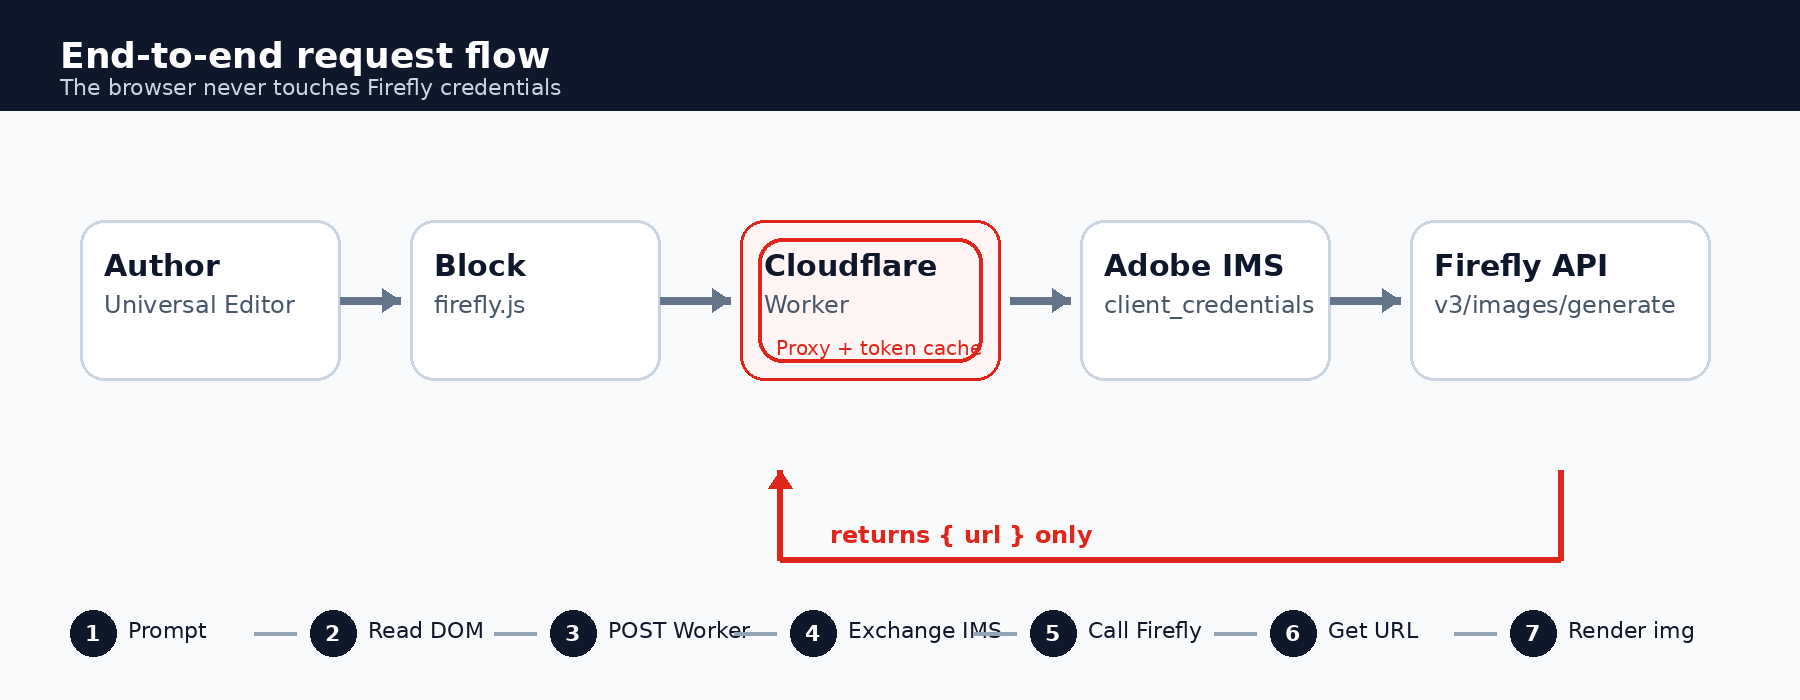 End-to-end request flow
The browser never touches Firefly credentials
Author
Universal Editor
Block
firefly.js
Cloudflare
Worker
Proxy + token cache
Adobe IMS
client_credentials
Firefly API
v3/images/generate
returns { url } only
1 Prompt
2 Read DOM
3 POST Worker
4 Exchange IMS
5 Call Firefly
6 Get URL
7 Render img